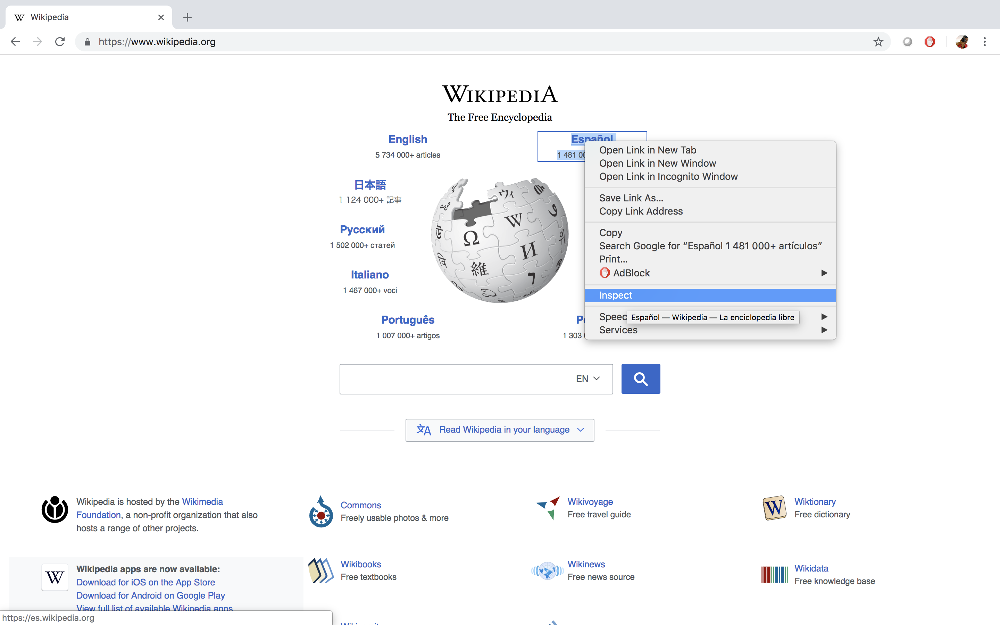 Wikipedia
https://www.wikipedia.org
WIKIPEDIA
The Free Encyclopedia
English
5 734 000+ articles
Español
1 481
日本語
1 124 000+ 記事
Русский
1 502 000+ статей
Italiano
1 467 000+ voci
Português
1 007 000+ artigos
1 303
Ω
W
И
維
ウィ
Open Link in New Tab
Open Link in New Window
Open Link in Incognito Window
Save Link As...
Copy Link Address
Copy
Search Google for “Español 1 481 000+ artículos”
Print...
AdBlock
Inspect
Speec
Español — Wikipedia — La enciclopedia libre
Services
EN
文A Read Wikipedia in your language
Wikipedia is hosted by the Wikimedia
Foundation, a non-profit organization that also
hosts a range of other projects.
Commons
Freely usable photos & more
Wikivoyage
Free travel guide
W
Wiktionary
Free dictionary
W
Wikipedia apps are now available:
Download for iOS on the App Store
Download for Android on Google Play
View full list of available Wikipedia apps
Wikibooks
Free textbooks
Wikinews
Free news source
Wikidata
Free knowledge base
https://es.wikipedia.org